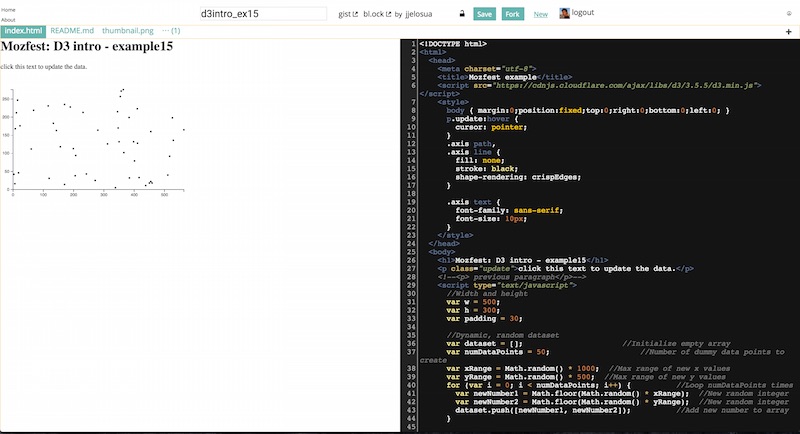 Home
About
d3intro_ex15
gist bl.ock by jjelosua
Save Fork New logout
index.html README.md thumbnail.png ··· (1) +
Mozfest: D3 intro - example15
click this text to update the data.
250
200
150
100
50
0
0 100 200 300 400 500
1 <!DOCTYPE html>
2 <html>
3 <head>
4 <meta charset="utf-8">
5 <title>Mozfest example</title>
6 <script src="https://cdnjs.cloudflare.com/ajax/libs/d3/3.5.5/d3.min.js">
</script>
7 <style>
8 body { margin:0;position:fixed;top:0;right:0;bottom:0;left:0; }
9 p.update:hover {
10 cursor: pointer;
11 }
12 .axis path,
13 .axis line {
14 fill: none;
15 stroke: black;
16 shape-rendering: crispEdges;
17 }
18
19 .axis text {
20 font-family: sans-serif;
21 font-size: 10px;
22 }
23 </style>
24 </head>
25 <body>
26 <h1>Mozfest: D3 intro - example15</h1>
27 <p class="update">click this text to update the data.</p>
28 <!--<p> previous paragraph</p>-->
29 <script type="text/javascript">
30 //Width and height
31 var w = 500;
32 var h = 300;
33 var padding = 30;
34
35 //Dynamic, random dataset
36 var dataset = []; //Initialize empty array
37 var numDataPoints = 50; //Number of dummy data points to
create
38 var xRange = Math.random() * 1000; //Max range of new x values
39 var yRange = Math.random() * 500; //Max range of new y values
40 for (var i = 0; i < numDataPoints; i++) { //Loop numDataPoints times
41 var newNumber1 = Math.floor(Math.random() * xRange); //New random integer
42 var newNumber2 = Math.floor(Math.random() * yRange); //New random integer
43 dataset.push([newNumber1, newNumber2]); //Add new number to array
44 }
45